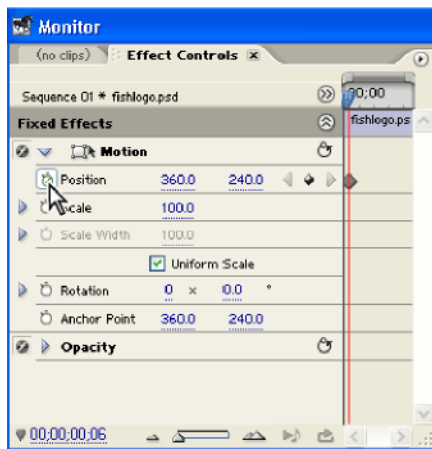 Monitor
(no clips) Effect Controls
Sequence 01 * fishlogo.psd 00;00
Fixed Effects fishlogo.ps
Motion
Position 360.0 240.0
Scale 100.0
Scale Width 100.0
Uniform Scale
Rotation 0 x 0.0 °
Anchor Point 360.0 240.0
Opacity
00;00;00;06